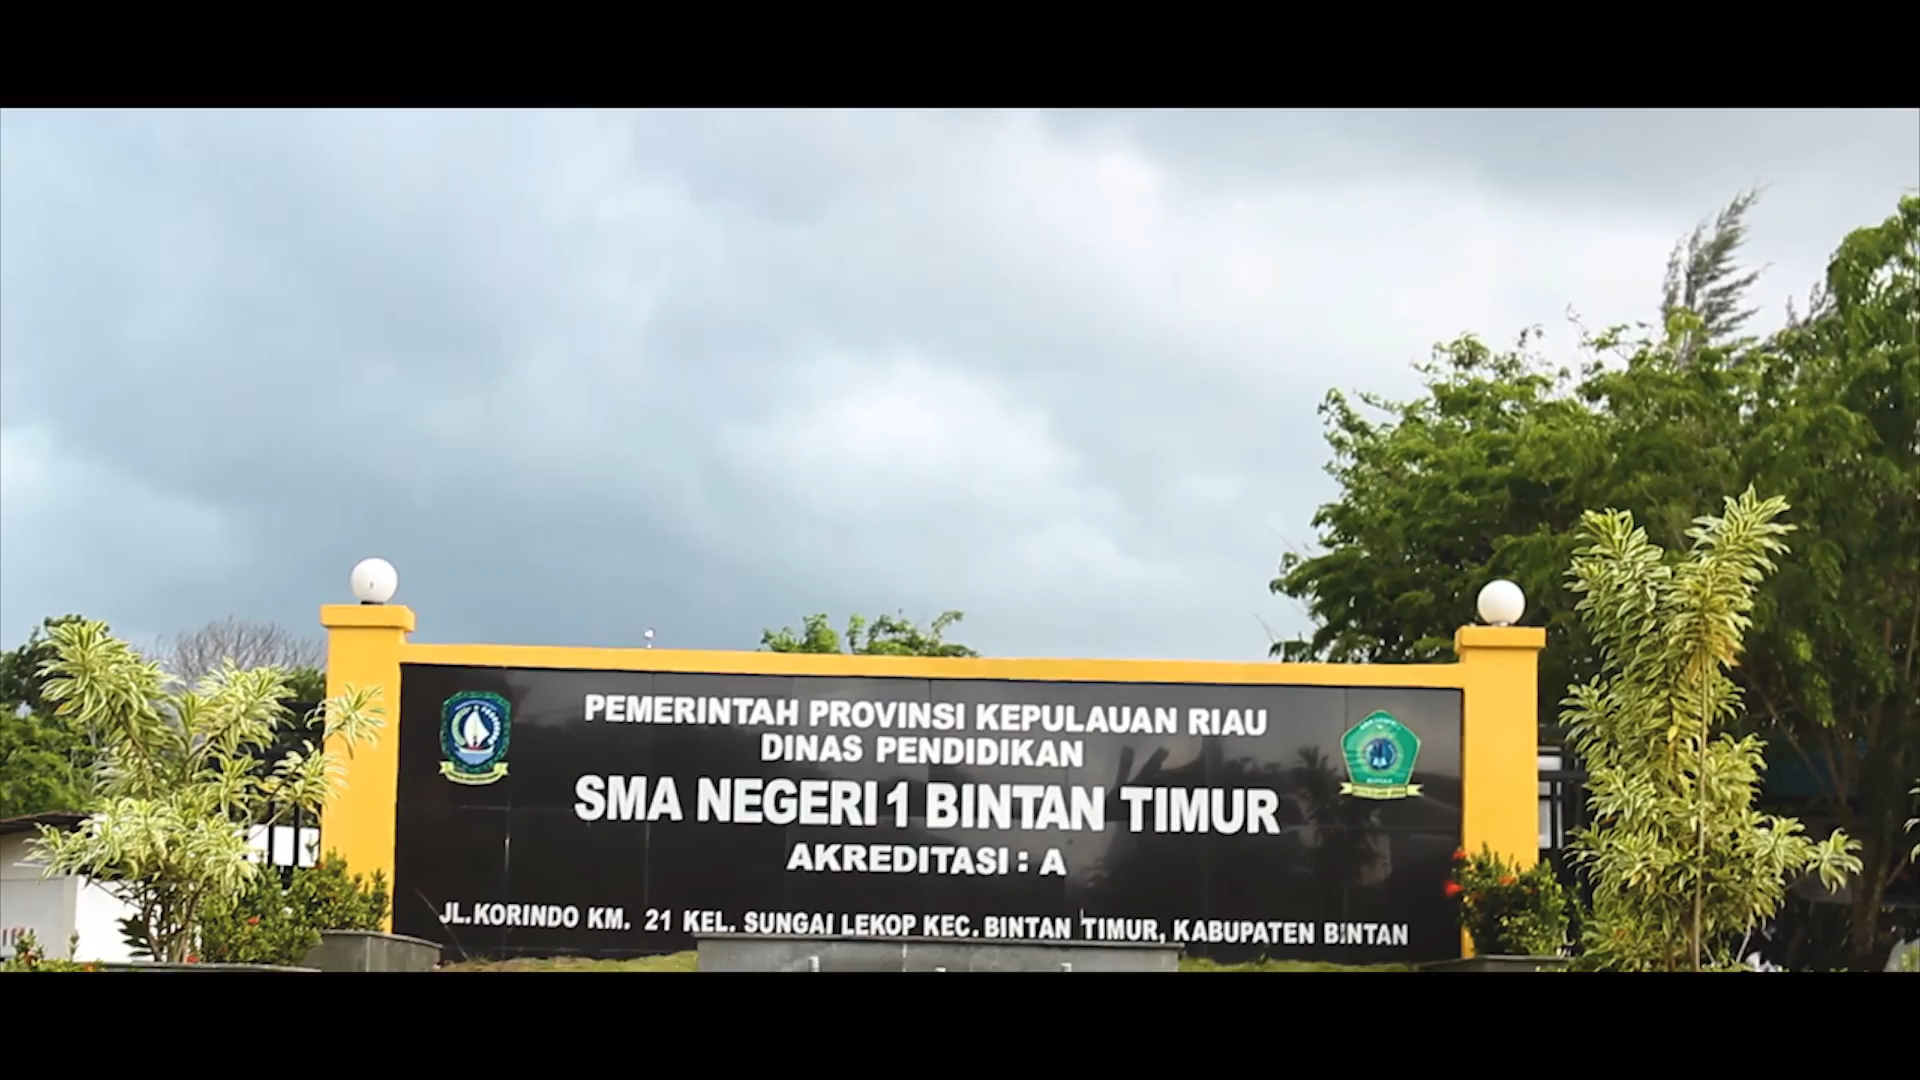 PEMERINTAH PROVINSI KEPULAUAN RIAU
DINAS PENDIDIKAN
SMA NEGERI 1 BINTAN TIMUR
AKREDITASI : A
JL.KORINDO KM. 21 KEL. SUNGAI LEKOP KEC. BINTAN TIMUR, KABUPATEN BINTAN